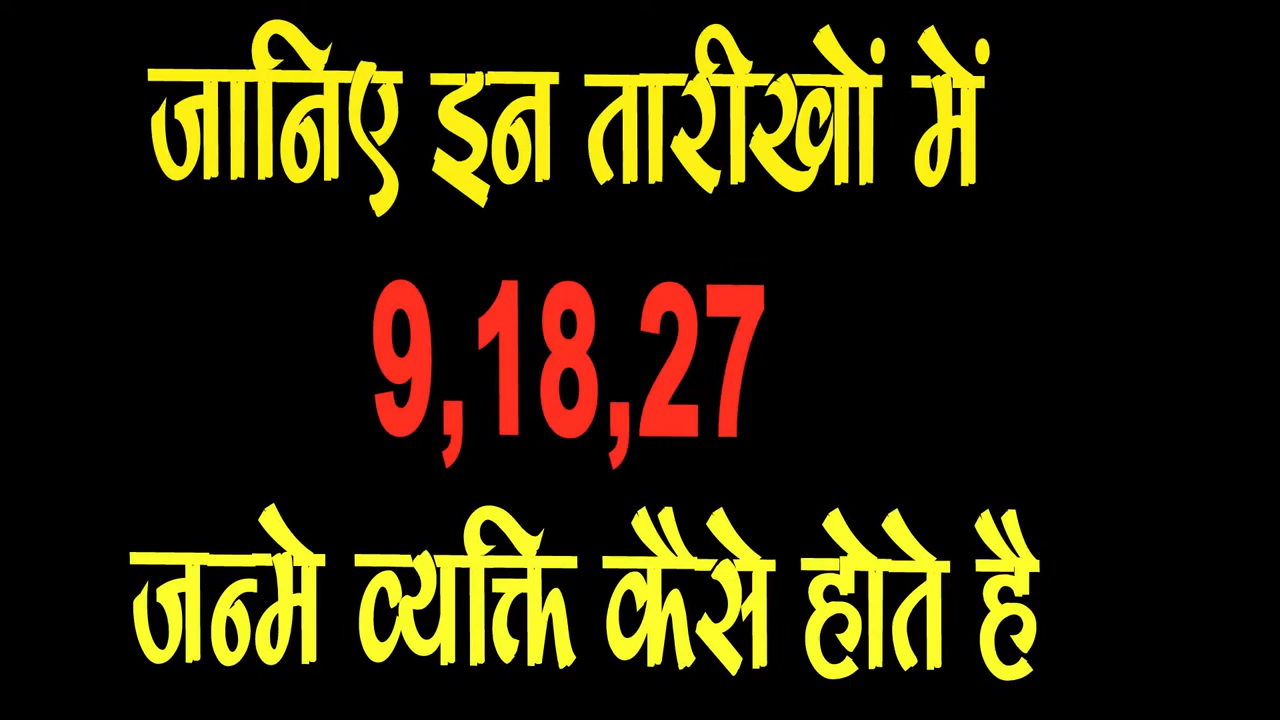 जानिए इन तारीखों में
9,18,27
जन्मे व्यक्ति कैसे होते है